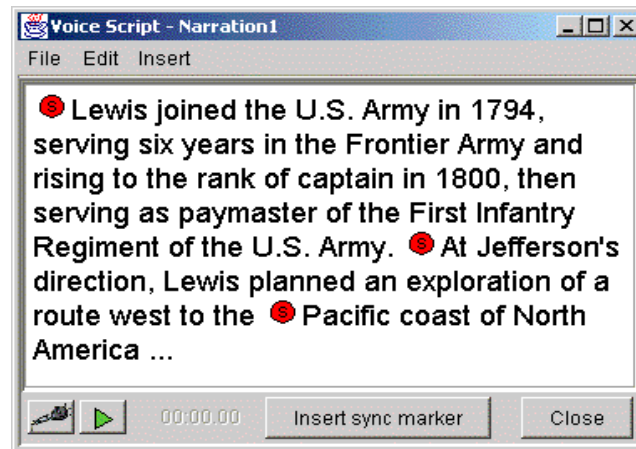 Voice Script - Narration1
File Edit Insert
S Lewis joined the U.S. Army in 1794,
serving six years in the Frontier Army and
rising to the rank of captain in 1800, then
serving as paymaster of the First Infantry
Regiment of the U.S. Army. S At Jefferson's
direction, Lewis planned an exploration of a
route west to the S Pacific coast of North
America ...
00:00.00 Insert sync marker Close